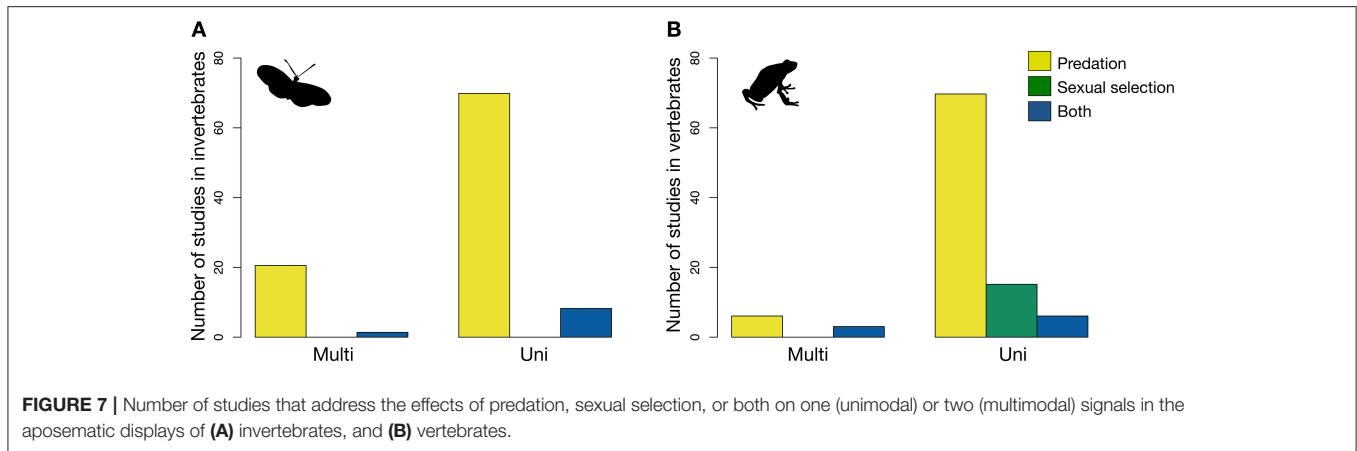 A
B
Number of studies in invertebrates
0
20
40
60
80
Multi
Uni
Number of studies in vertebrates
0
20
40
60
80
Multi
Uni
Predation
Sexual selection
Both
FIGURE 7 | Number of studies that address the effects of predation, sexual selection, or both on one (unimodal) or two (multimodal) signals in the
aposematic displays of (A) invertebrates, and (B) vertebrates.